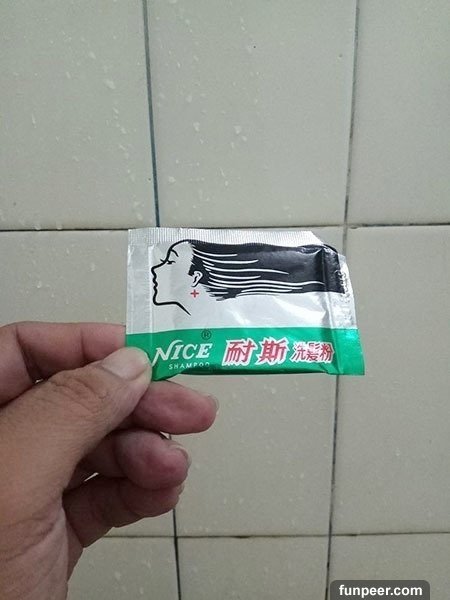 NICE® 耐斯 洗髮粉
SHAMPOO
funpeer.com